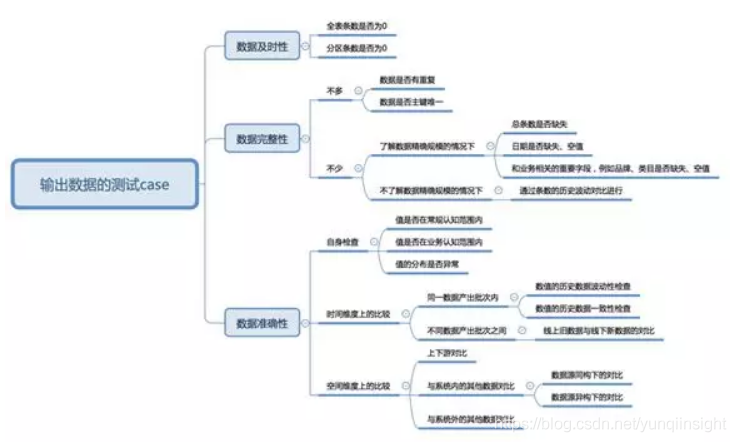 输出数据的测试case
数据及时性
全表条数是否为0
分区条数是否为0
数据完整性
不多
数据是否有重复
数据是否主键唯一
不少
了解数据精确规模的情况下
总条数是否缺失
日期是否缺失、空值
和业务相关的重要字段,例如品牌、类目是否缺失、空值
不了解数据精确规模的情况下
通过条数的历史波动对比进行
数据准确性
自身检查
值是否在常规认知范围内
值是否在业务认知范围内
值的分布是否异常
时间维度上的比较
同一数据产出批次内
数值的历史数据波动性检查
数值的历史数据一致性检查
不同数据产出批次之间
线上旧数据与线下新数据的对比
空间维度上的比较
上下游对比
与系统内的其他数据对比
数据源同构下的对比
数据源异构下的对比
与系统外的其他数据对比
https://blog.csdn.net/yunqiinsight